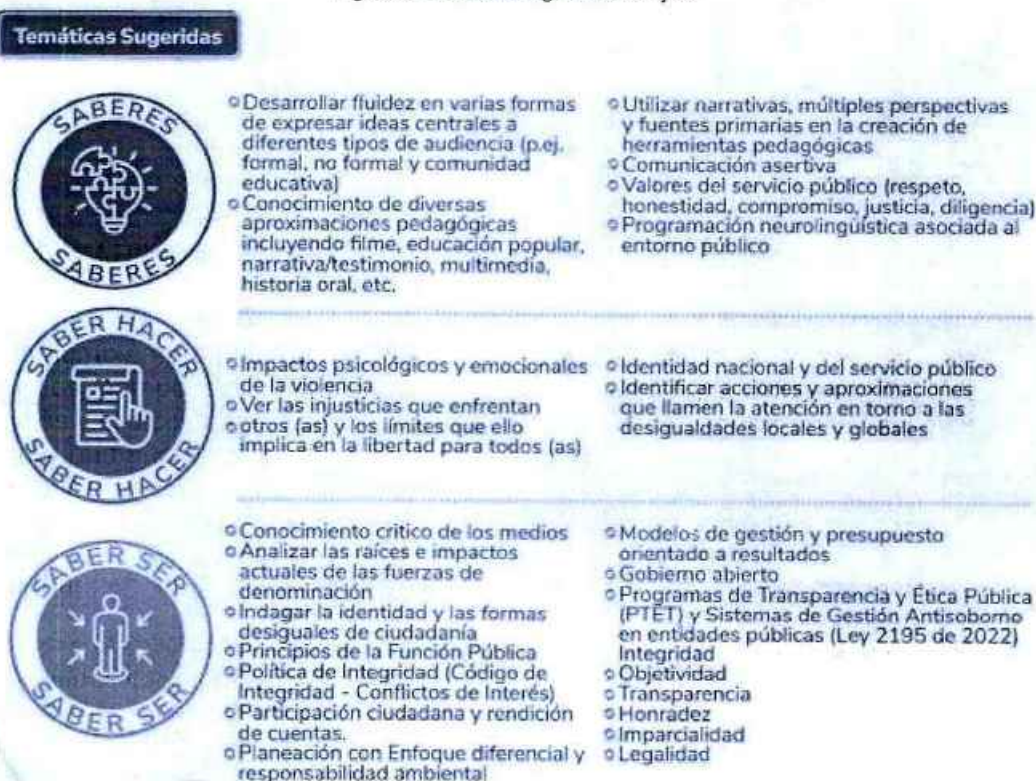 Temáticas Sugeridas
SABERES
SABERES
Desarrollar fluidez en varias formas
de expresar ideas centrales a
diferentes tipos de audiencia (p.ej.
formal, no formal y comunidad
educativa)
Conocimiento de diversas
aproximaciones pedagógicas
incluyendo filme, educación popular,
narrativa/testimonio, multimedia,
historia oral, etc.
Utilizar narrativas, múltiples perspectivas
y fuentes primarias en la creación de
herramientas pedagógicas
Comunicación asertiva
Valores del servicio público (respeto,
honestidad, compromiso, justicia, diligencia)
Programación neurolingüística asociada al
entorno público
SABER HACER
SABER HACER
Impactos psicológicos y emocionales
de la violencia
Ver las injusticias que enfrentan
otros (as) y los límites que ello
implica en la libertad para todos (as)
Identidad nacional y del servicio público
Identificar acciones y aproximaciones
que llamen la atención en torno a las
desigualdades locales y globales
SABER SER
SABER SER
Conocimiento crítico de los medios
Analizar las raíces e impactos
actuales de las fuerzas de
denominación
Indagar la identidad y las formas
desiguales de ciudadanía
Principios de la Función Pública
Política de Integridad (Código de
Integridad - Conflictos de Interés)
Participación ciudadana y rendición
de cuentas.
Planeación con Enfoque diferencial y
responsabilidad ambiental
Modelos de gestión y presupuesto
orientado a resultados
Gobierno abierto
Programas de Transparencia y Ética Pública
(PTET) y Sistemas de Gestión Antisoborno
en entidades públicas (Ley 2195 de 2022)
Integridad
Objetividad
Transparencia
Honradez
Imparcialidad
Legalidad